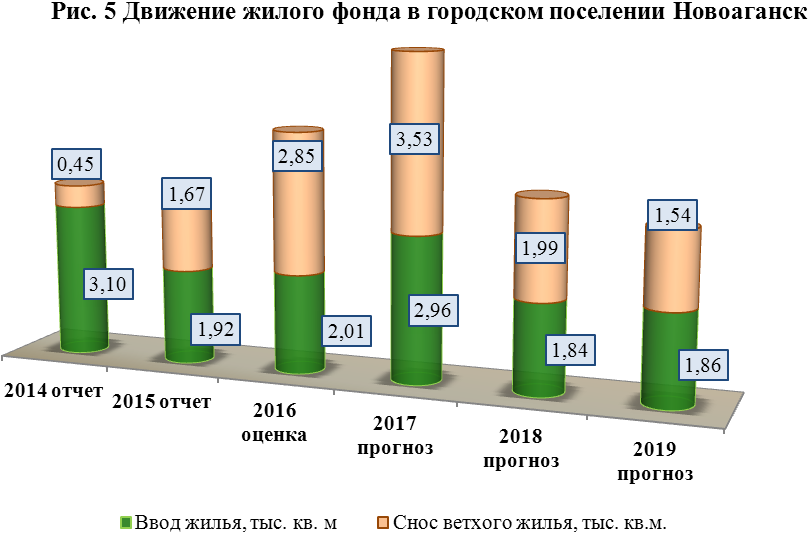 Рис. 5 Движение жилого фонда в городском поселении Новоаганск
0,45
1,67
2,85
3,53
1,99
1,54
3,10
1,92
2,01
2,96
1,84
1,86
2014 отчет
2015 отчет
2016
оценка
2017
прогноз
2018
прогноз
2019
прогноз
Ввод жилья, тыс. кв. м
Снос ветхого жилья, тыс. кв.м.